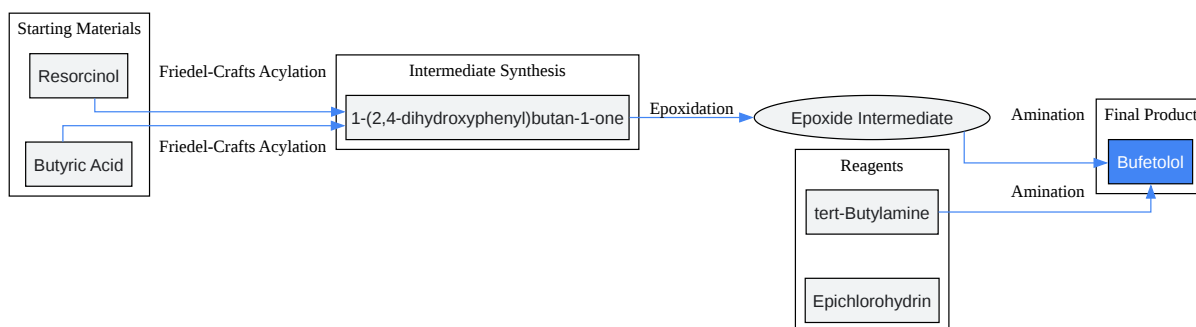 Starting Materials
Resorcinol
Butyric Acid
Friedel-Crafts Acylation
Friedel-Crafts Acylation
Intermediate Synthesis
1-(2,4-dihydroxyphenyl)butan-1-one
Epoxidation
Epoxide Intermediate
Reagents
tert-Butylamine
Epichlorohydrin
Amination
Amination
Final Product
Bufetolol